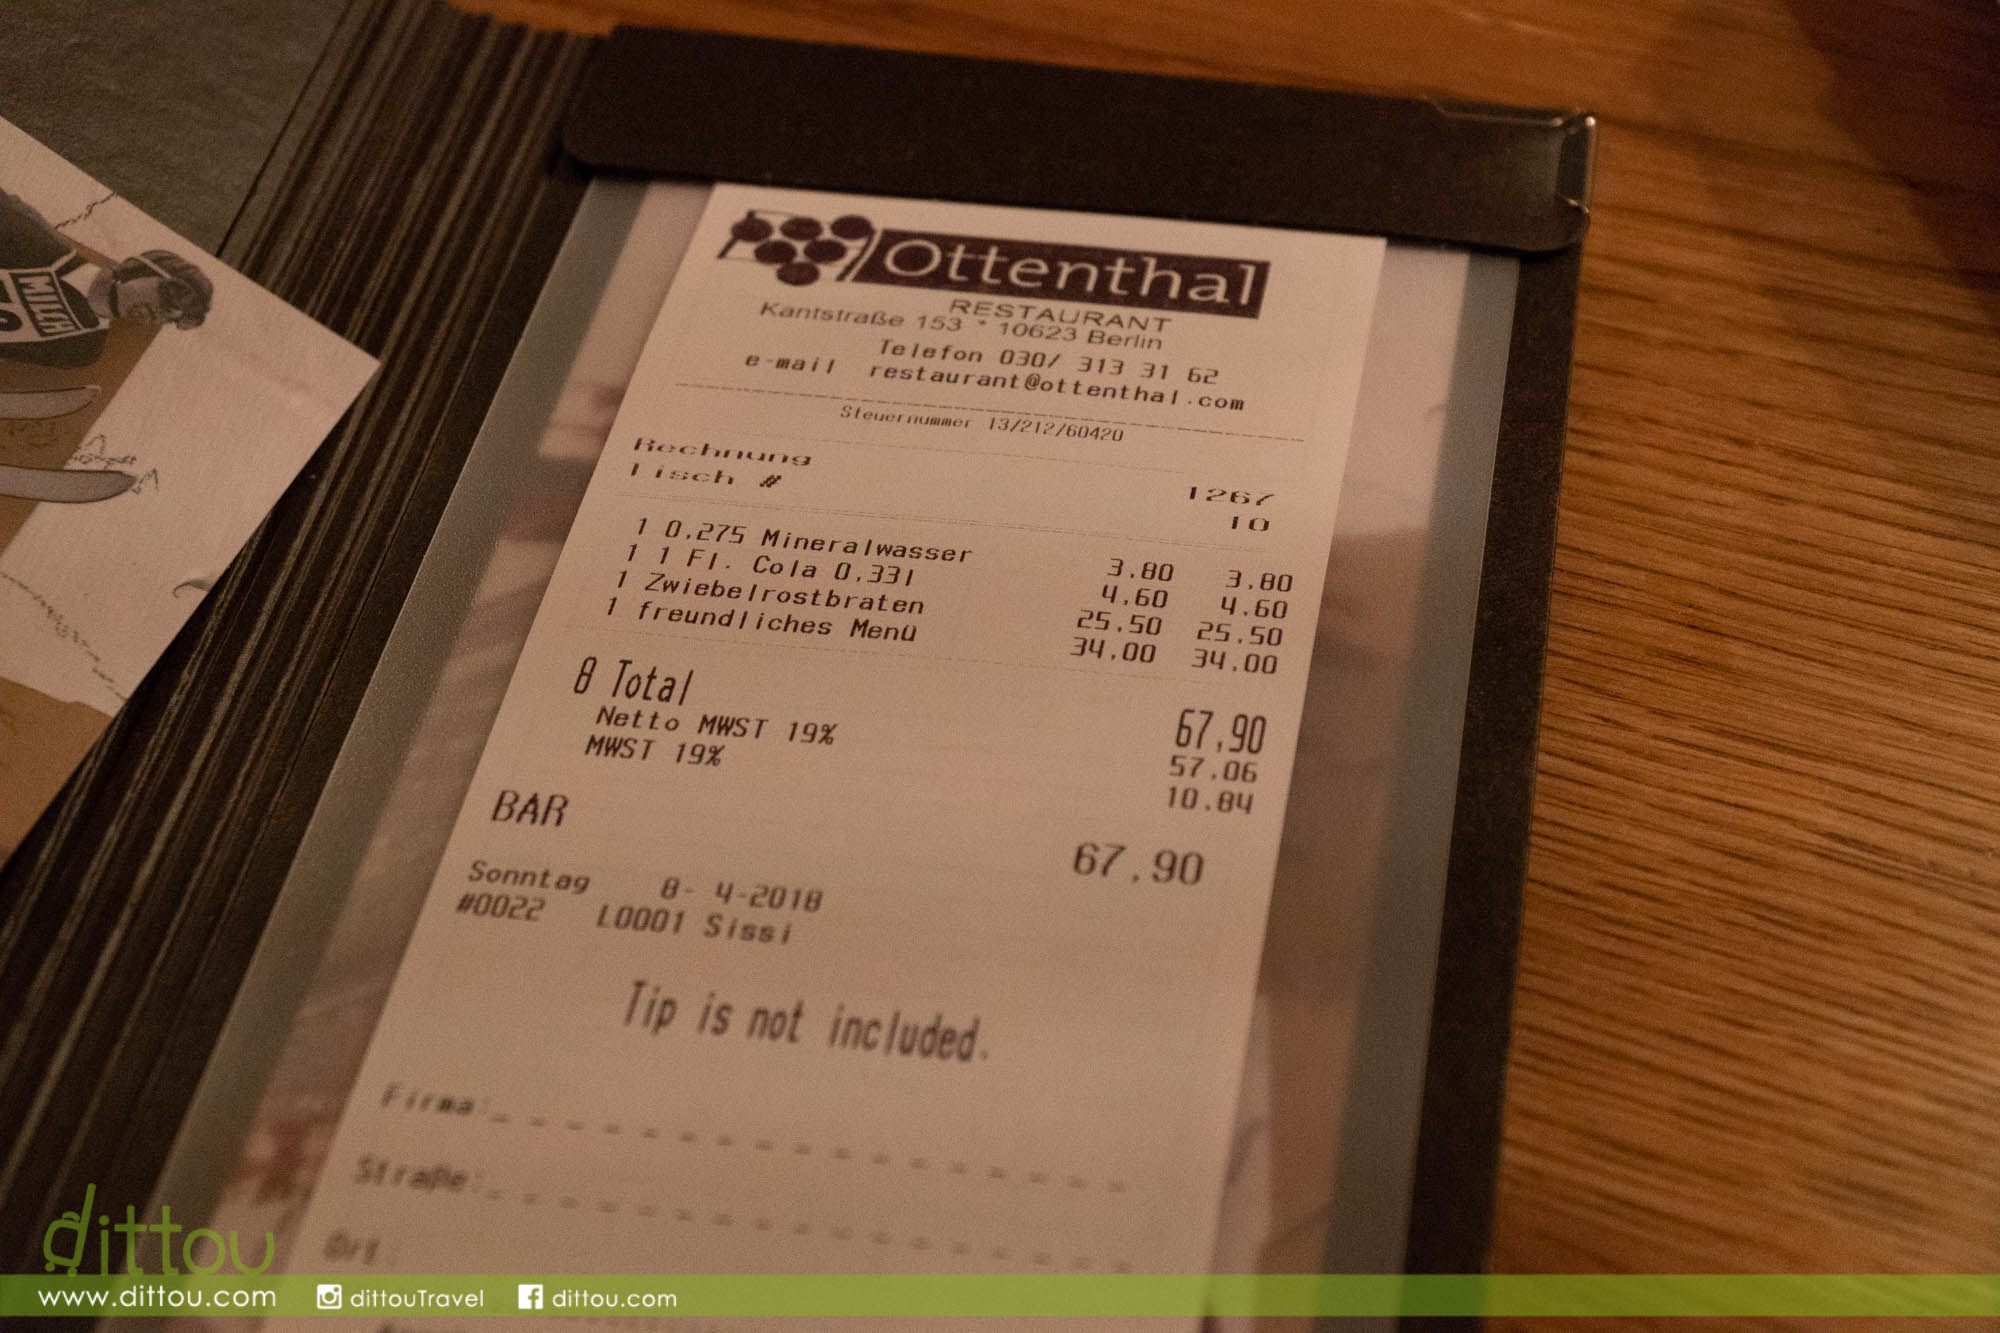 MILCH
Ottenthal
RESTAURANT
Kantstraße 153 * 10623 Berlin
Telefon 030/ 313 31 62
e-mail restaurant@ottenthal.com
Steuernummer 13/212/60420
Rechnung 1267
Tisch # 10
1 0,275 Mineralwasser 3.80 3.80
1 1 Fl. Cola 0,33l 4.60 4.60
1 Zwiebelrostbraten 25.50 25.50
1 freundliches Menü 34.00 34.00
8 Total 67,90
Netto MWST 19% 57.06
MWST 19% 10.84
BAR 67,90
Sonntag 8- 4-2018
#0022 L0001 Sissi
Tip is not included.
Firma:
Straße:
Ort :
dittou
www.dittou.com dittouTravel dittou.com